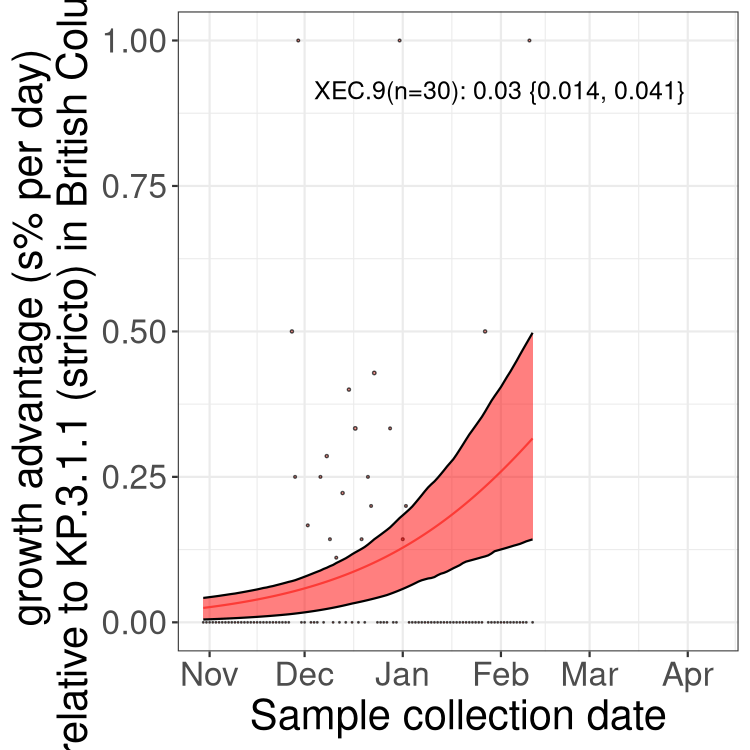 growth advantage (s% per day)
relative to KP.3.1.1 (stricto) in British Colu
1.00
0.75
0.50
0.25
0.00
XEC.9(n=30): 0.03 {0.014, 0.041}
Nov Dec Jan Feb Mar Apr
Sample collection date